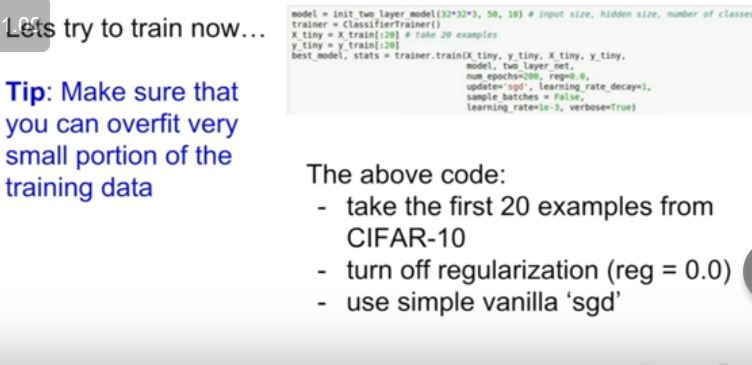 1.00
Lets try to train now...
Tip: Make sure that
you can overfit very
small portion of the
training data
model = init_two_layer_model(32*32*3, 50, 10) # input size, hidden size, number of classes
trainer = ClassifierTrainer()
X_tiny = X_train[:20] # take 20 examples
y_tiny = y_train[:20]
best_model, stats = trainer.train(X_tiny, y_tiny, X_tiny, y_tiny,
model, two_layer_net,
num_epochs=200, reg=0.0,
update='sgd', learning_rate_decay=1,
sample_batches = False,
learning_rate=1e-3, verbose=True)
The above code:
- take the first 20 examples from
CIFAR-10
- turn off regularization (reg = 0.0)
- use simple vanilla ‘sgd’